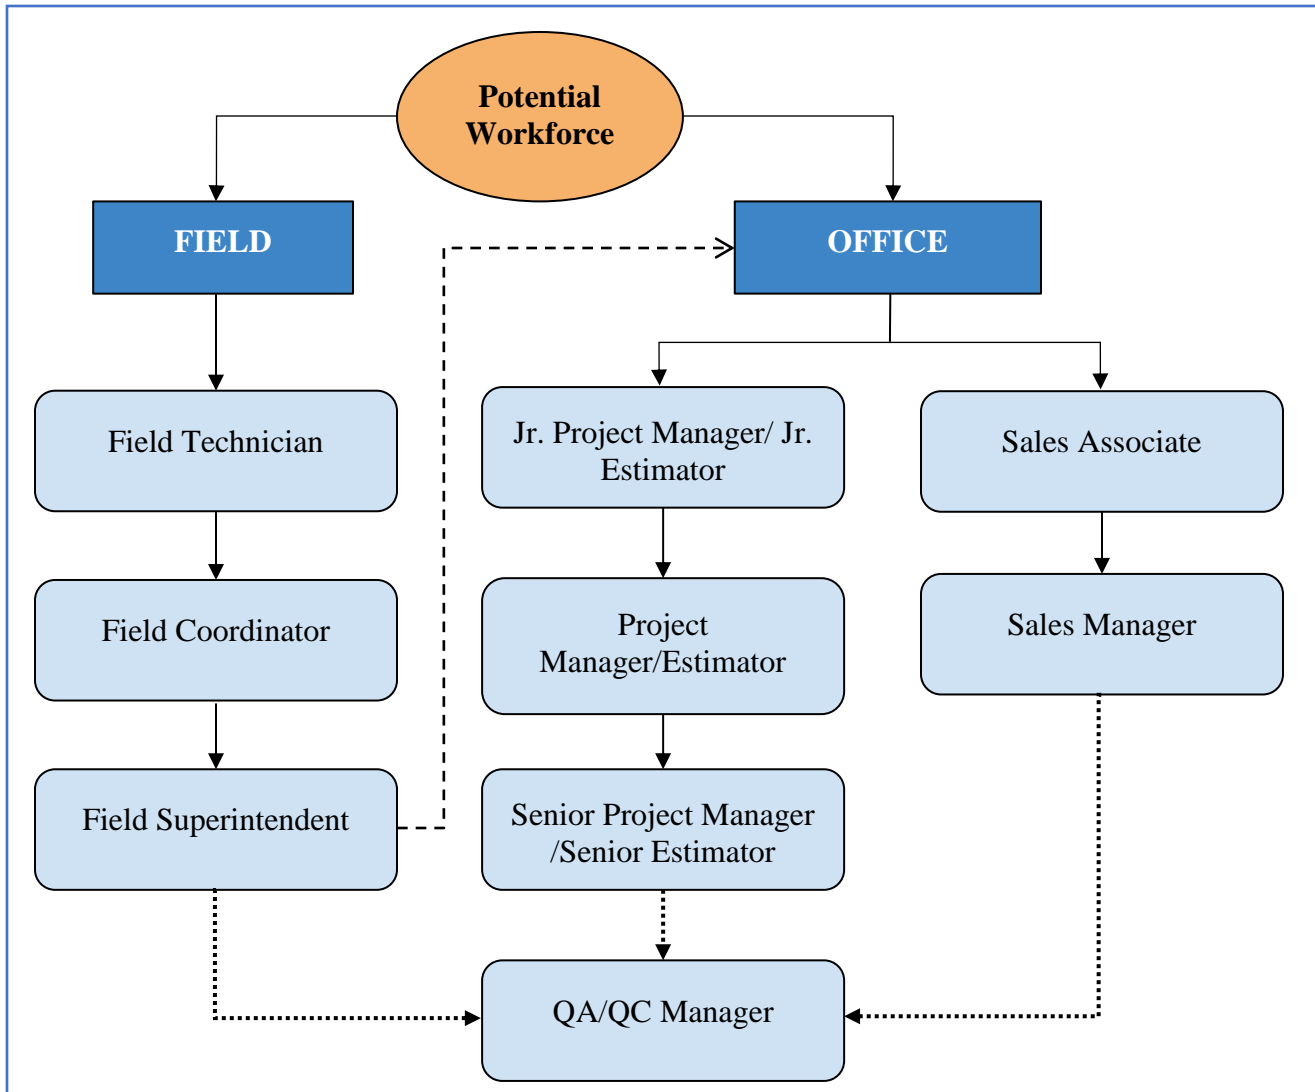 Potential
Workforce
FIELD
OFFICE
Field Technician
Jr. Project Manager/ Jr.
Estimator
Sales Associate
Field Coordinator
Project
Manager/Estimator
Sales Manager
Field Superintendent
Senior Project Manager
/Senior Estimator
QA/QC Manager